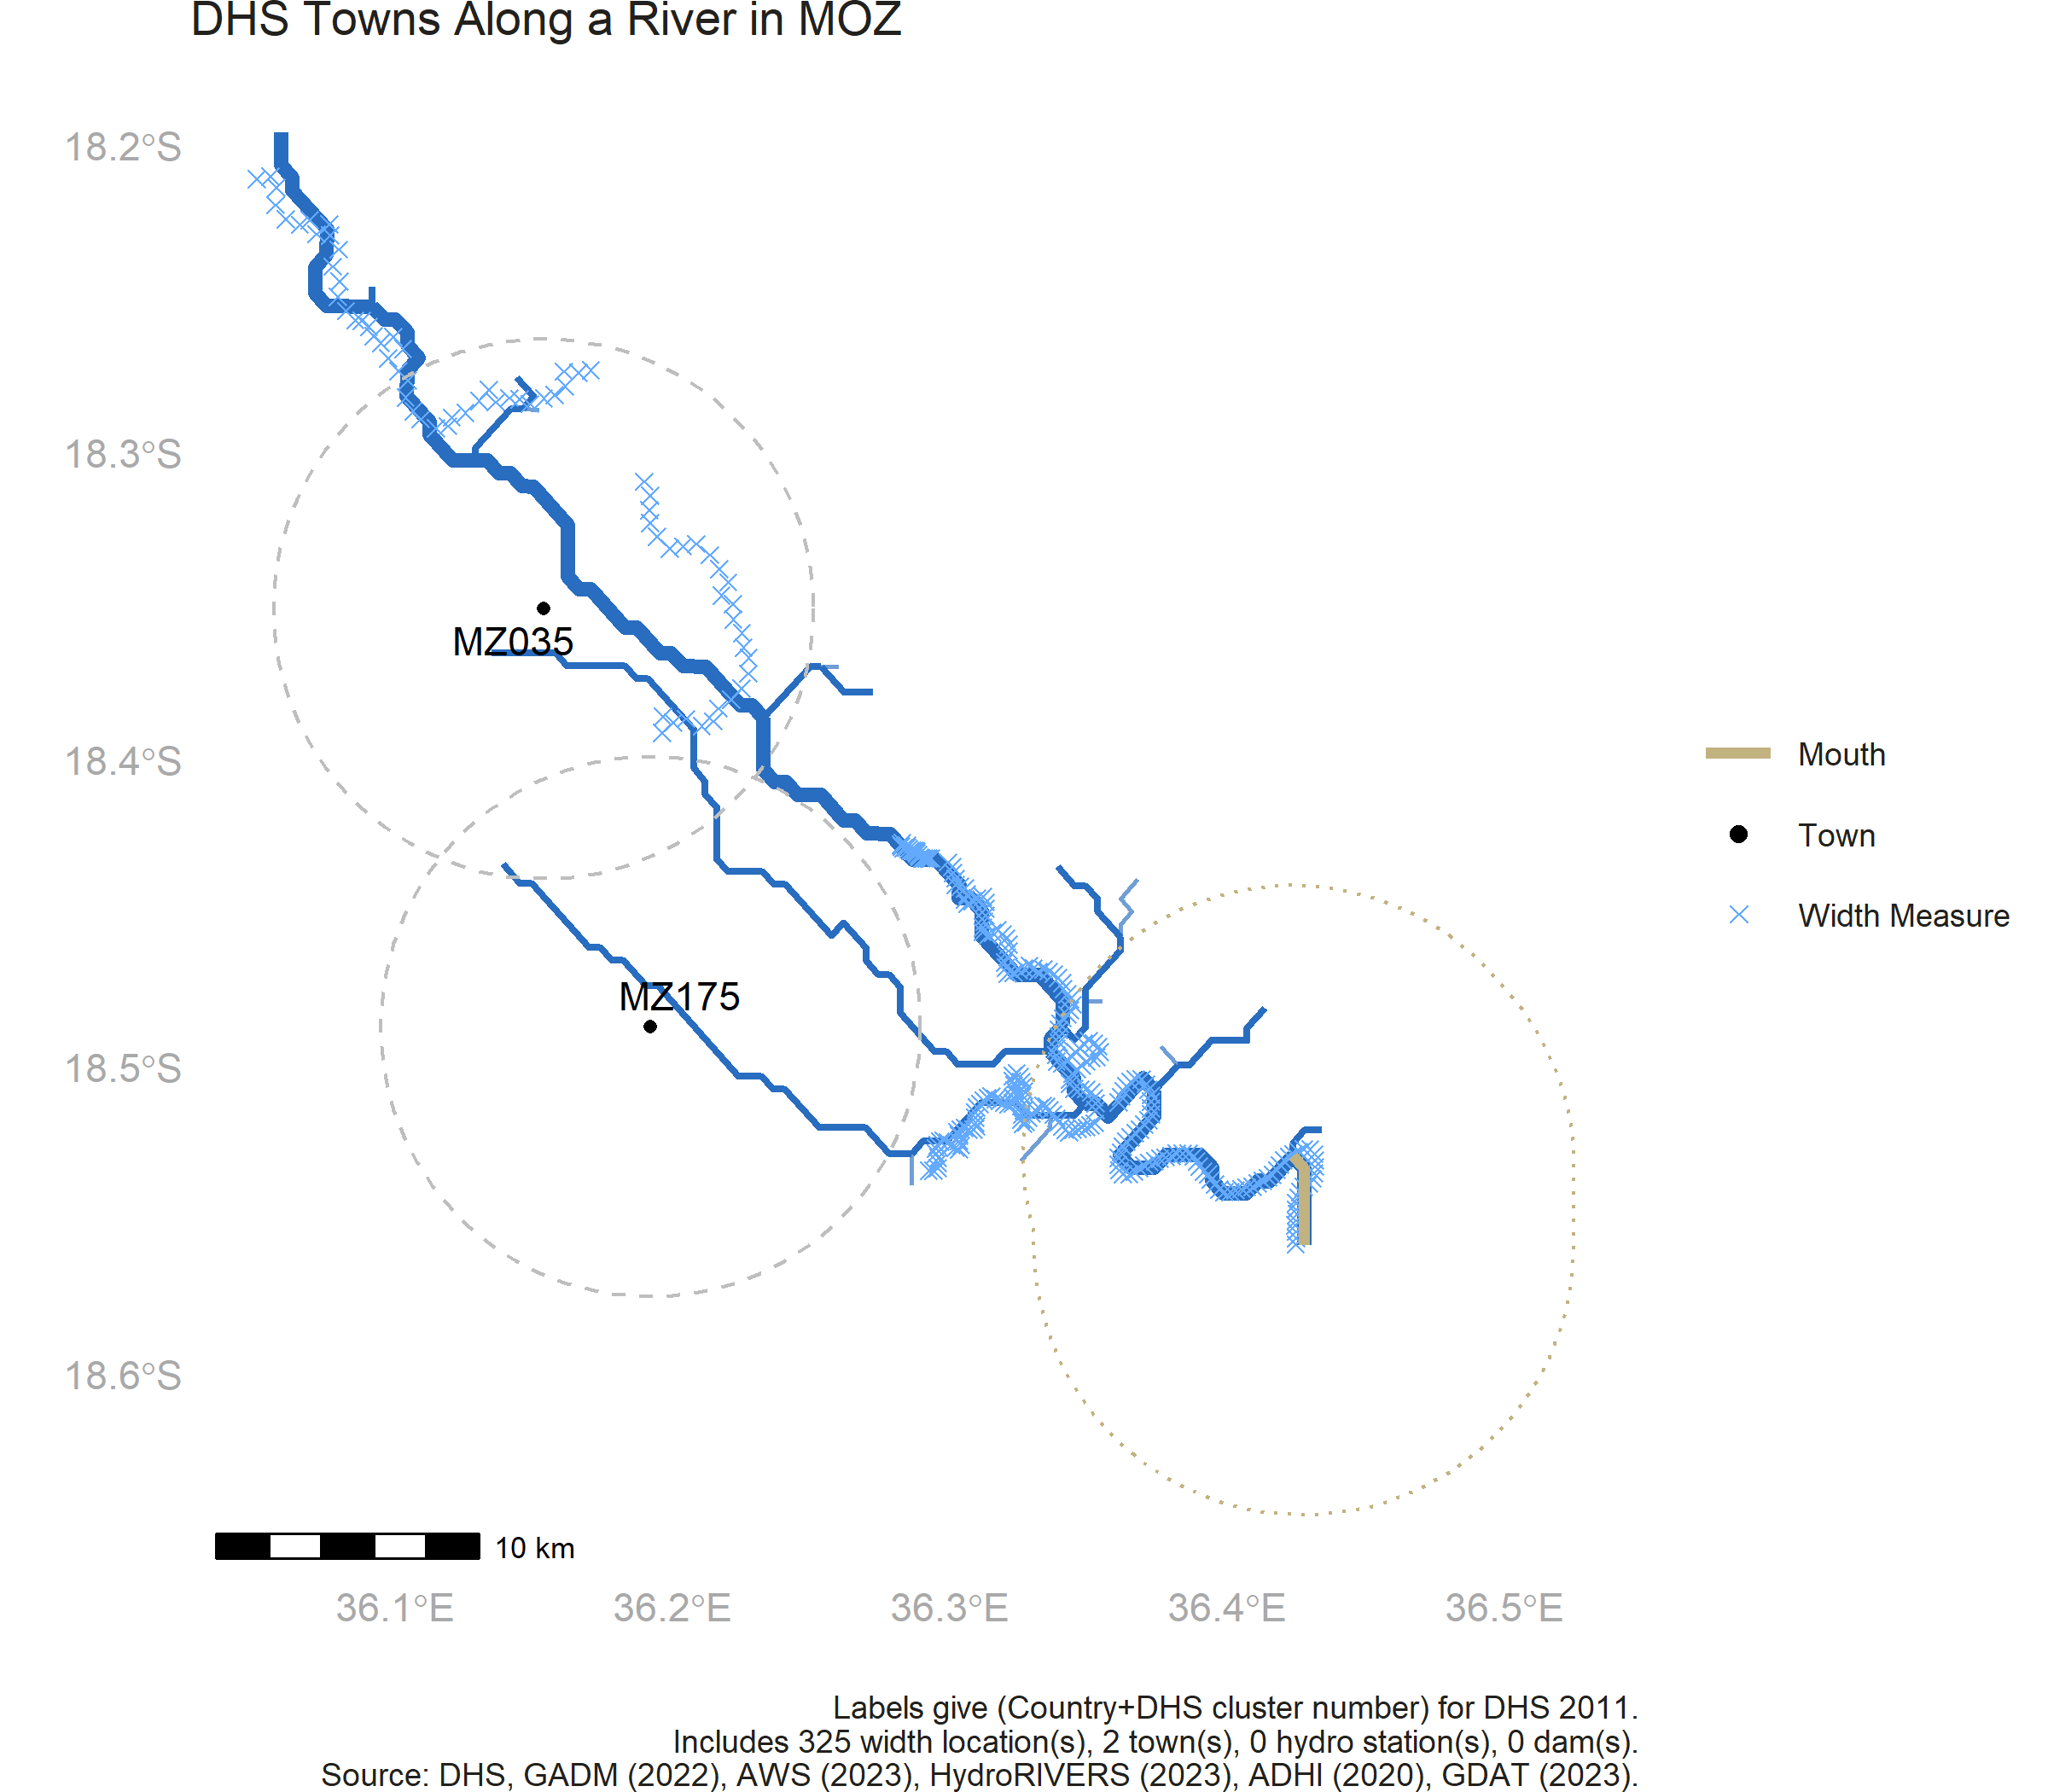 DHS Towns Along a River in MOZ
18.2°S
18.3°S
MZ035
18.4°S
Mouth
Town
Width Measure
MZ175
18.5°S
18.6°S
10 km
36.1°E 36.2°E 36.3°E 36.4°E 36.5°E
Labels give (Country+DHS cluster number) for DHS 2011.
Includes 325 width location(s), 2 town(s), 0 hydro station(s), 0 dam(s).
Source: DHS, GADM (2022), AWS (2023), HydroRIVERS (2023), ADHI (2020), GDAT (2023).